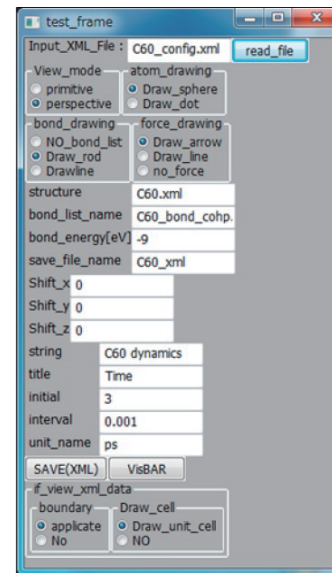 test_frame
Input_XML_File : C60_config.xml read_file
View_mode atom_drawing
primitive Draw_sphere
perspective Draw_dot
bond_drawing force_drawing
NO_bond_list Draw_arrow
Draw_rod Draw_line
Drawline no_force
structure C60.xml
bond_list_name C60_bond_cohp.
bond_energy[eV] -9
save_file_name C60_xml
Shift_x 0
Shift_y 0
Shift_z 0
string C60 dynamics
title Time
initial 3
interval 0.001
unit_name ps
SAVE(XML) VisBAR
if_view_xml_data
boundary Draw_cell
applicate Draw_unit_cell
No NO